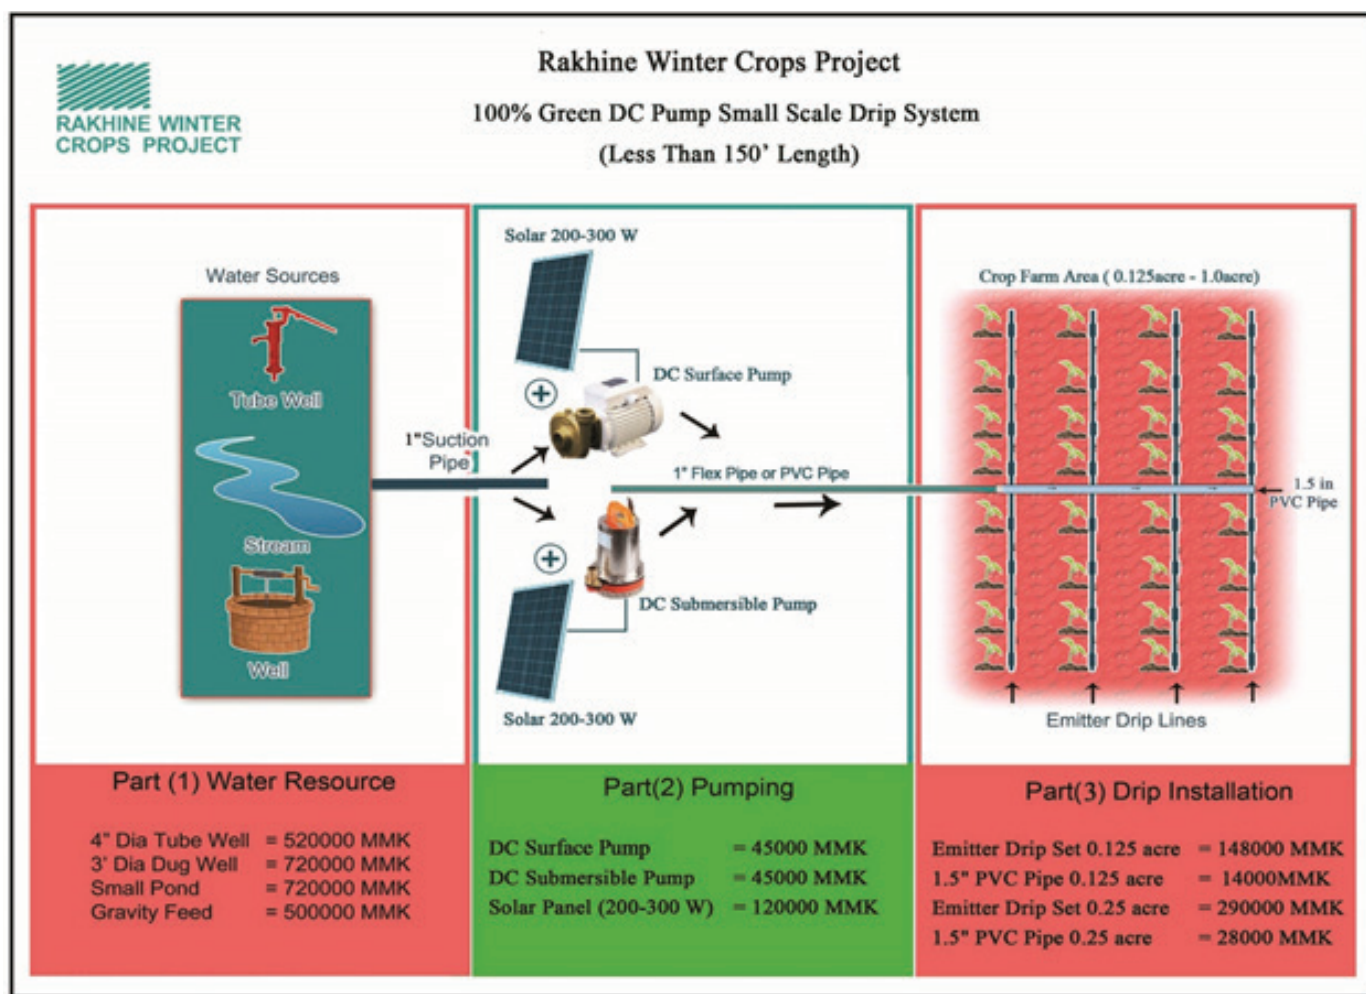 RAKHINE WINTER
CROPS PROJECT
Rakhine Winter Crops Project
100% Green DC Pump Small Scale Drip System
(Less Than 150’ Length)
Water Sources
Tube Well
Stream
Well
1"Suction
Pipe
Solar 200-300 W
DC Surface Pump
1" Flex Pipe or PVC Pipe
DC Submersible Pump
Solar 200-300 W
Crop Farm Area ( 0.125acre - 1.0acre)
1.5 in
PVC Pipe
Emitter Drip Lines
Part (1) Water Resource
4" Dia Tube Well = 520000 MMK
3' Dia Dug Well = 720000 MMK
Small Pond = 720000 MMK
Gravity Feed = 500000 MMK
Part(2) Pumping
DC Surface Pump = 45000 MMK
DC Submersible Pump = 45000 MMK
Solar Panel (200-300 W) = 120000 MMK
Part(3) Drip Installation
Emitter Drip Set 0.125 acre = 148000 MMK
1.5" PVC Pipe 0.125 acre = 14000MMK
Emitter Drip Set 0.25 acre = 290000 MMK
1.5" PVC Pipe 0.25 acre = 28000 MMK